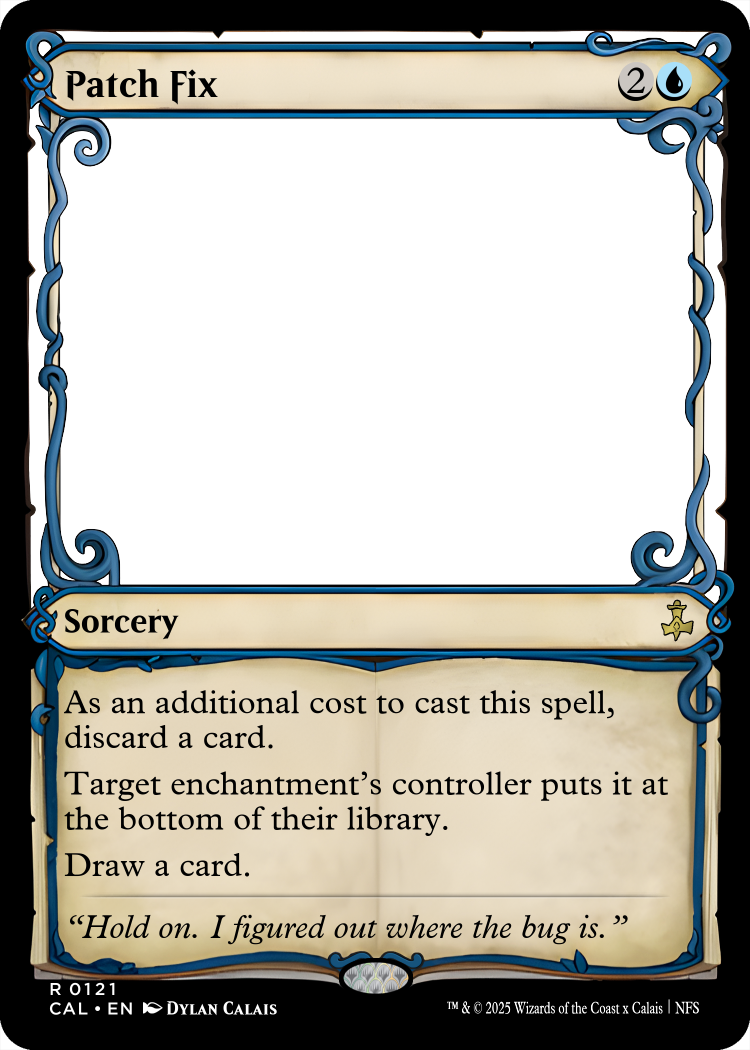 Patch Fix
2
Sorcery
As an additional cost to cast this spell,
discard a card.
Target enchantment’s controller puts it at
the bottom of their library.
Draw a card.
“Hold on. I figured out where the bug is.”
R 0121
CAL • EN Dylan Calais
™ & © 2025 Wizards of the Coast x Calais | NFS